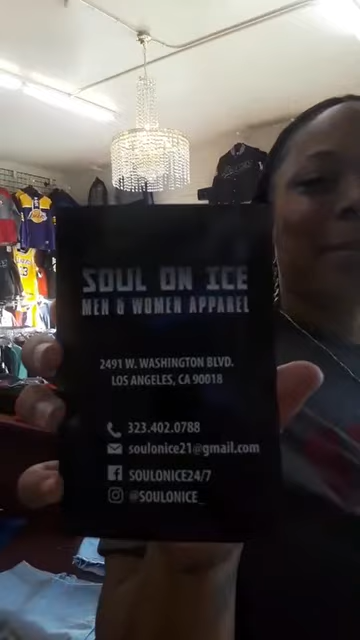 SOUL ON ICE
MEN & WOMEN APPAREL
2491 W. WASHINGTON BLVD.
LOS ANGELES, CA 90018
323.402.0788
soulonice21@gmail.com
SOULONICE24/7
@SOULONICE_